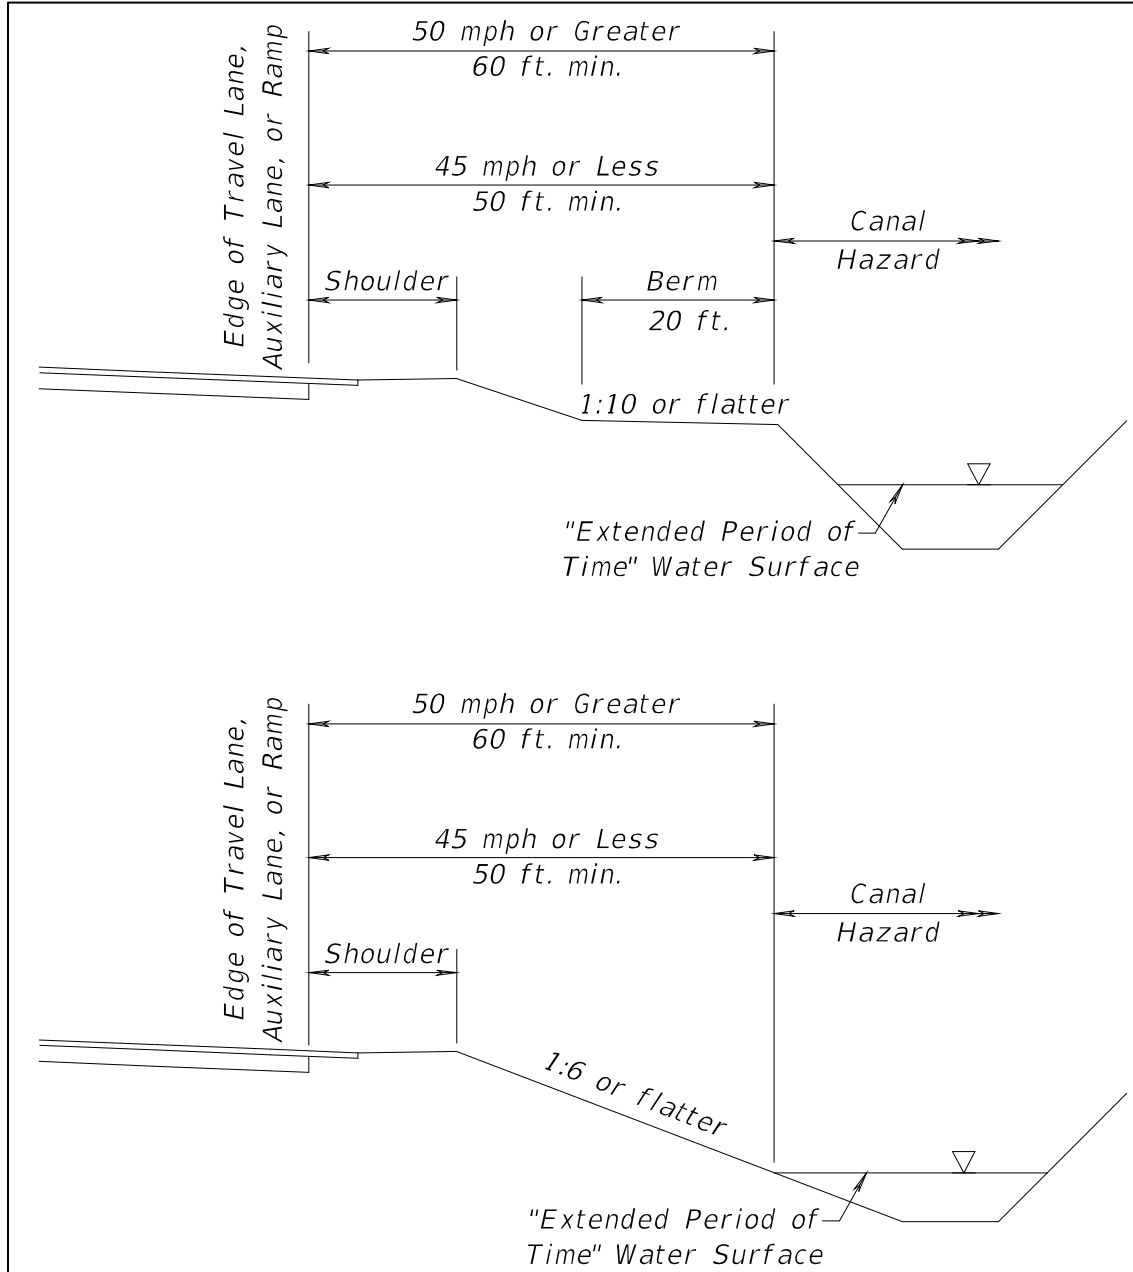 50 mph or Greater
60 ft. min.
Edge of Travel Lane,
Auxiliary Lane, or Ramp
45 mph or Less
50 ft. min.
Canal
Hazard
Shoulder
Berm
20 ft.
1:10 or flatter
"Extended Period of
Time" Water Surface
50 mph or Greater
60 ft. min.
Edge of Travel Lane,
Auxiliary Lane, or Ramp
45 mph or Less
50 ft. min.
Canal
Hazard
Shoulder
1:6 or flatter
"Extended Period of
Time" Water Surface